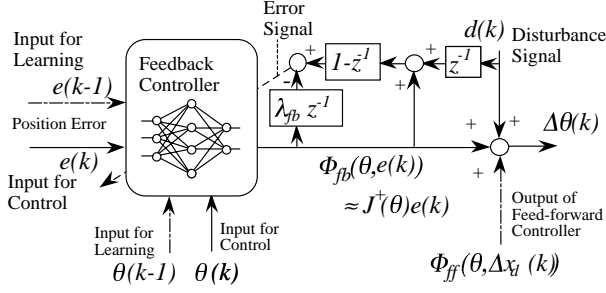 Input for
Learning
e(k-1)
Position Error
e(k)
Input for
Control
Feedback
Controller
Error
Signal
+
-
1-z⁻¹
λ_fb z⁻¹
+
+
z⁻¹
d(k)
Disturbance
Signal
+
+
+
Δθ(k)
Φ_fb(θ,e(k))
≈ J⁺(θ)e(k)
Output of
Feed-forward
Controller
Φ_ff(θ,Δx_d (k))
Input for
Learning
θ(k-1)
Input for
Control
θ(k)